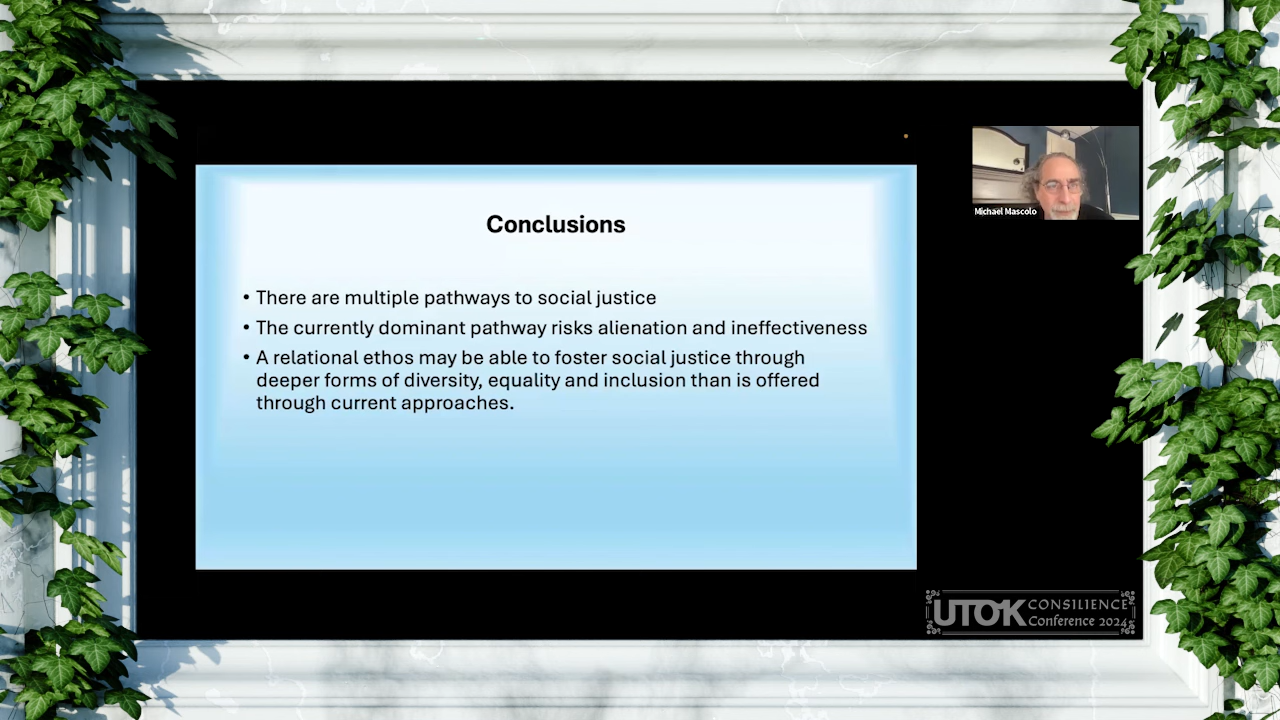 Conclusions
• There are multiple pathways to social justice
• The currently dominant pathway risks alienation and ineffectiveness
• A relational ethos may be able to foster social justice through
deeper forms of diversity, equality and inclusion than is offered
through current approaches.
Michael Mascolo
UTOK CONSILIENCE
Conference 2024